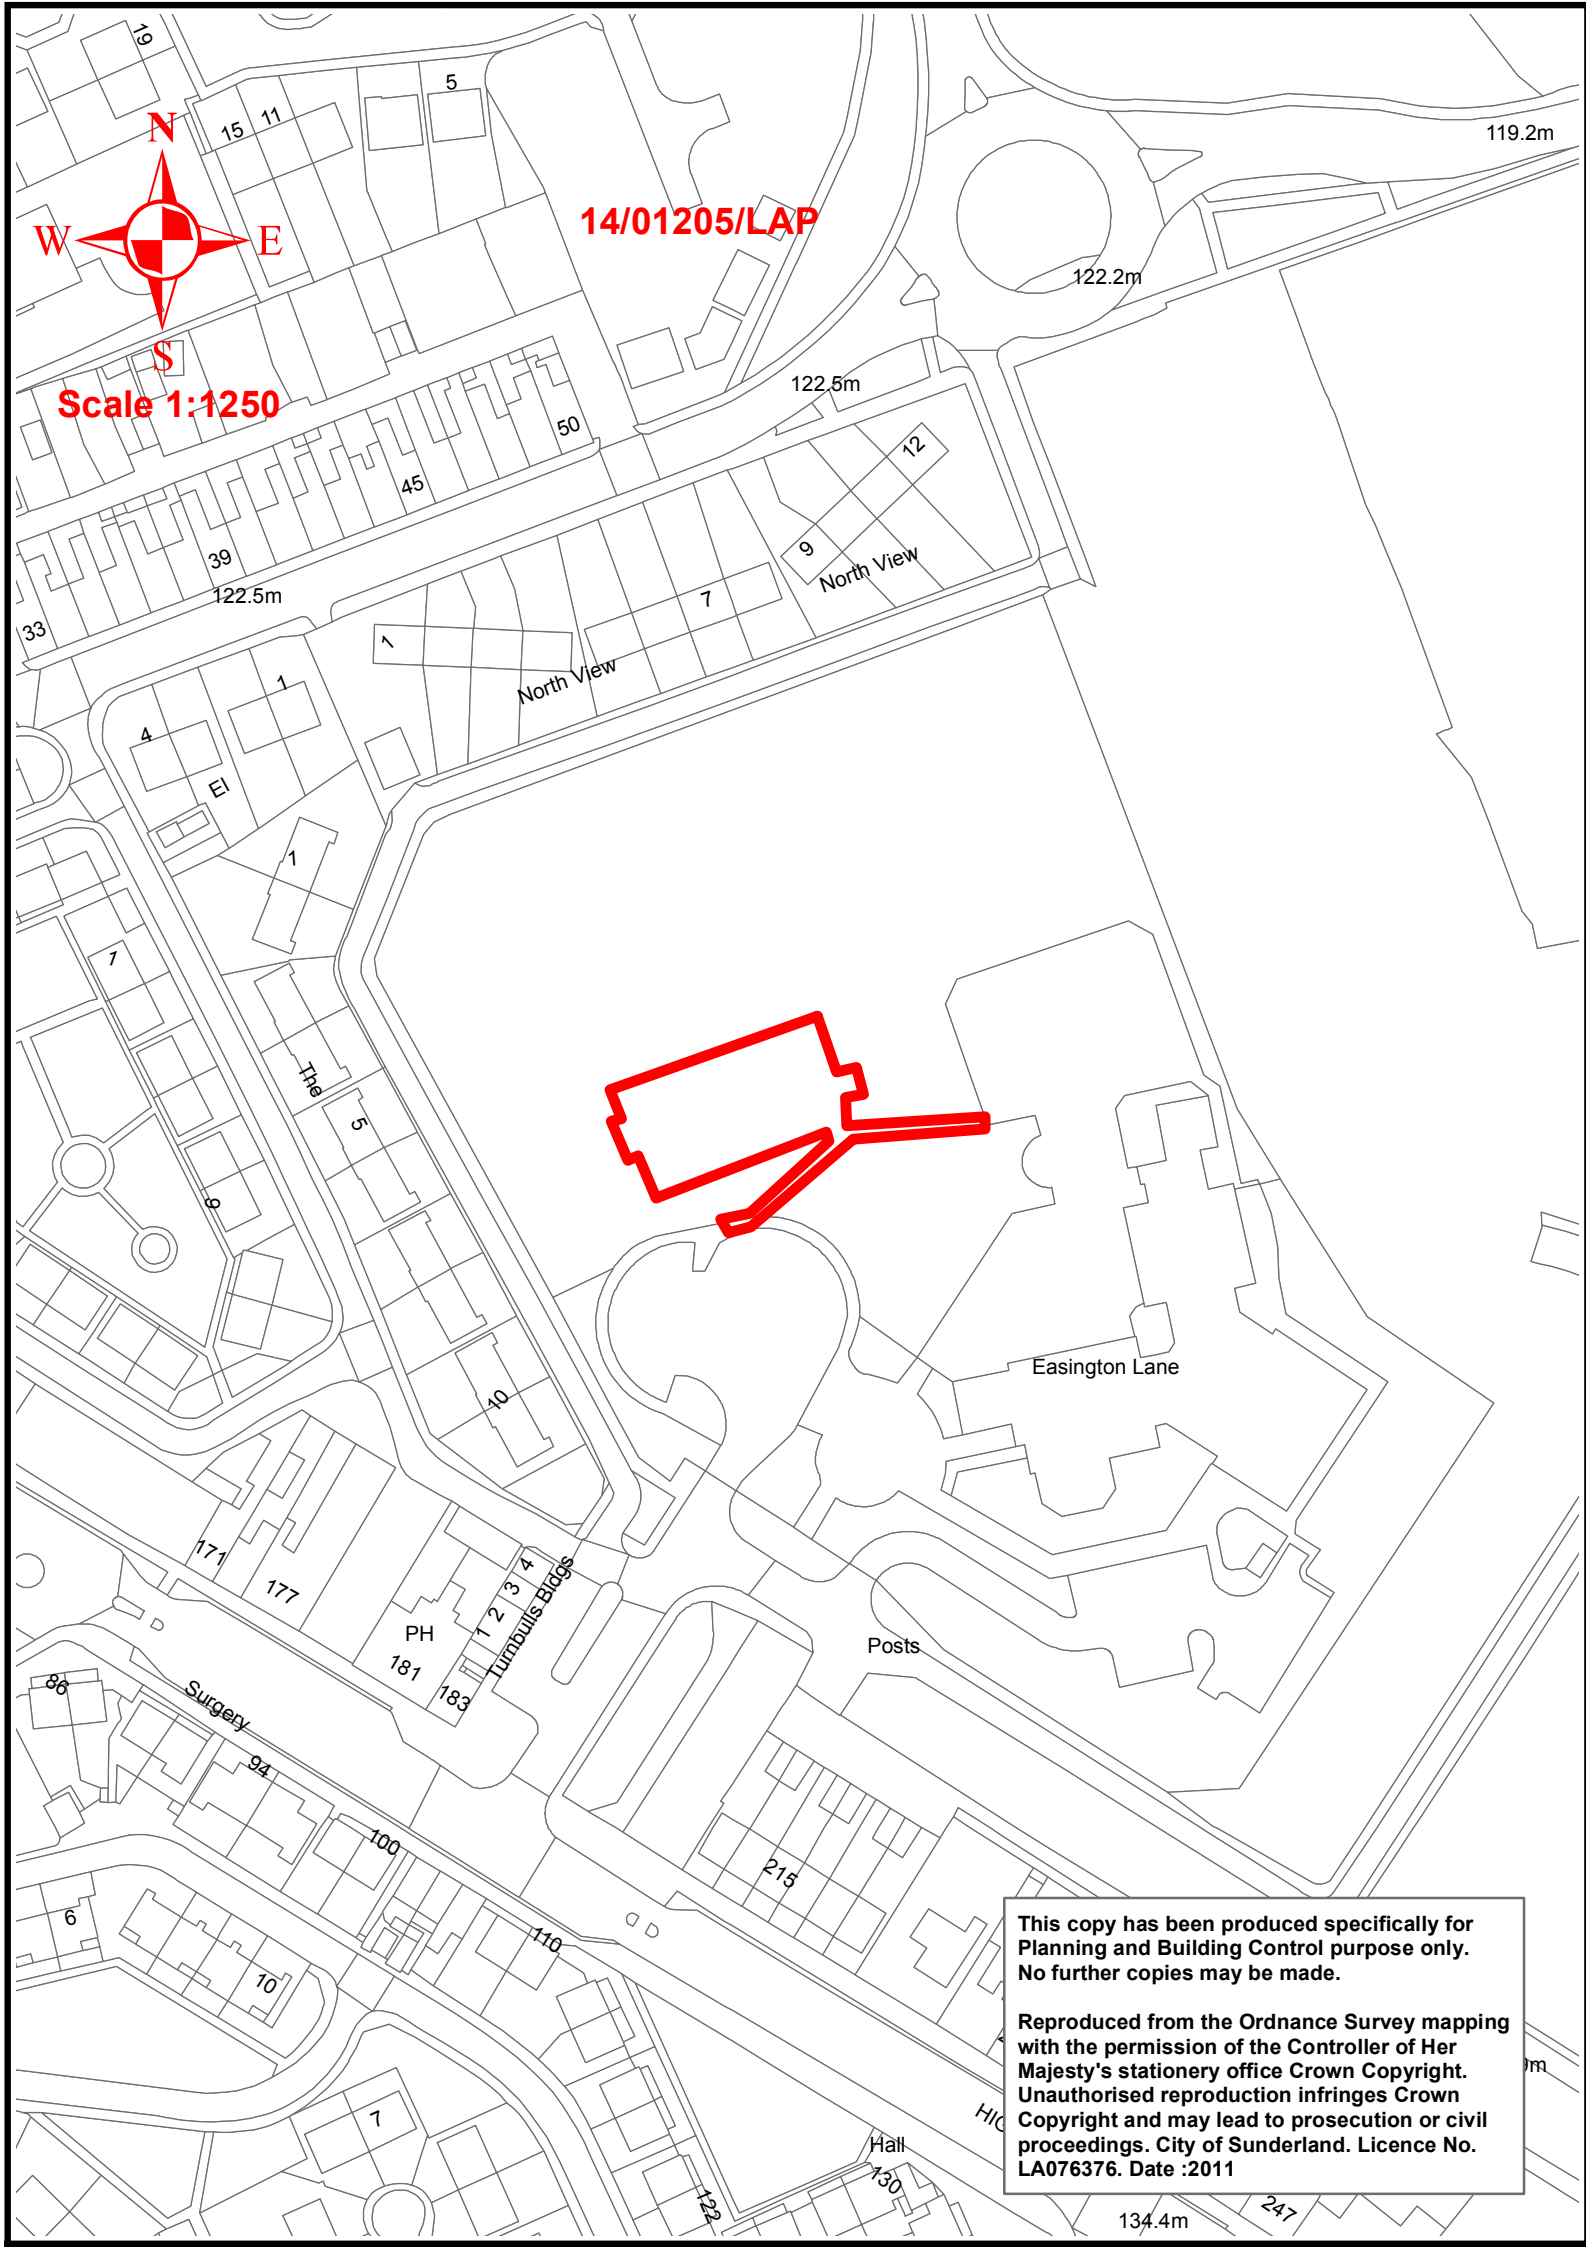 19
15
11
5
N
W
E
S
14/01205/LAP
Scale 1:1250
119.2m
122.2m
122.5m
50
45
39
33
122.5m
12
9
North View
7
1
North View
1
4
El
1
1
The
5
9
10
Easington Lane
171
177
PH
181
183
1
2
3
4
Turnbulls Bldgs
Posts
86
Surgery
94
100
110
215
6
10
7
122
Hall
130
134.4m
247
This copy has been produced specifically for
Planning and Building Control purpose only.
No further copies may be made.
Reproduced from the Ordnance Survey mapping
with the permission of the Controller of Her
Majesty's stationery office Crown Copyright.
Unauthorised reproduction infringes Crown
Copyright and may lead to prosecution or civil
proceedings. City of Sunderland. Licence No.
LA076376. Date :2011